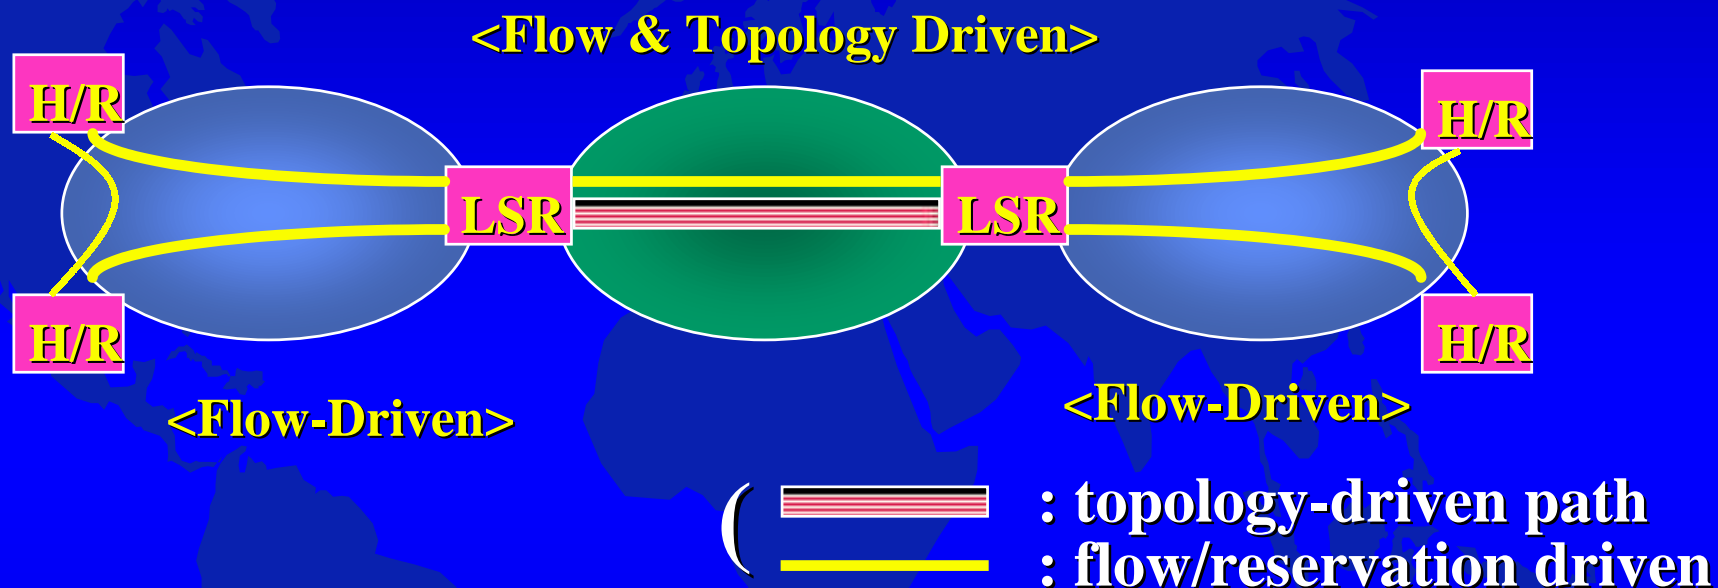 <Flow & Topology Driven>
H/R
H/R
LSR
LSR
H/R
H/R
<Flow-Driven>
<Flow-Driven>
( : topology-driven path
: flow/reservation driven